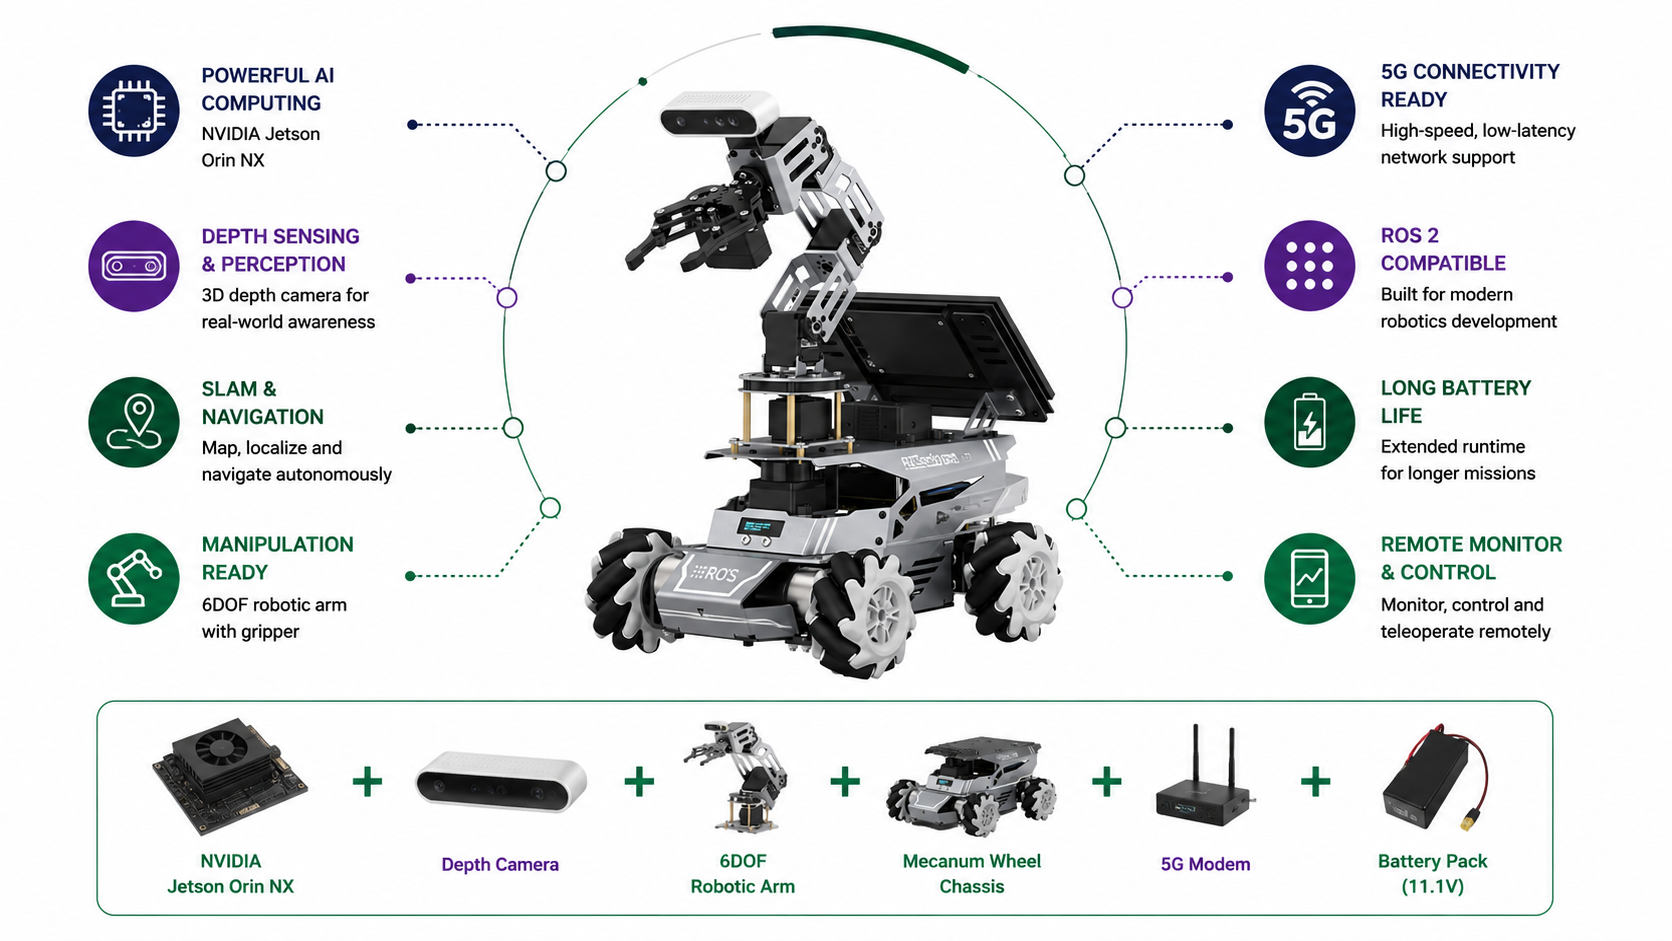 POWERFUL AI
COMPUTING
NVIDIA Jetson
Orin NX
DEPTH SENSING
& PERCEPTION
3D depth camera for
real-world awareness
SLAM &
NAVIGATION
Map, localize and
navigate autonomously
MANIPULATION
READY
6DOF robotic arm
with gripper
ROS
5G
5G CONNECTIVITY
READY
High-speed, low-latency
network support
ROS 2
COMPATIBLE
Built for modern
robotics development
LONG BATTERY
LIFE
Extended runtime
for longer missions
REMOTE MONITOR
& CONTROL
Monitor, control and
teleoperate remotely
NVIDIA
Jetson Orin NX
+
Depth Camera
+
6DOF
Robotic Arm
+
Mecanum Wheel
Chassis
+
5G Modem
+
Battery Pack
(11.1V)